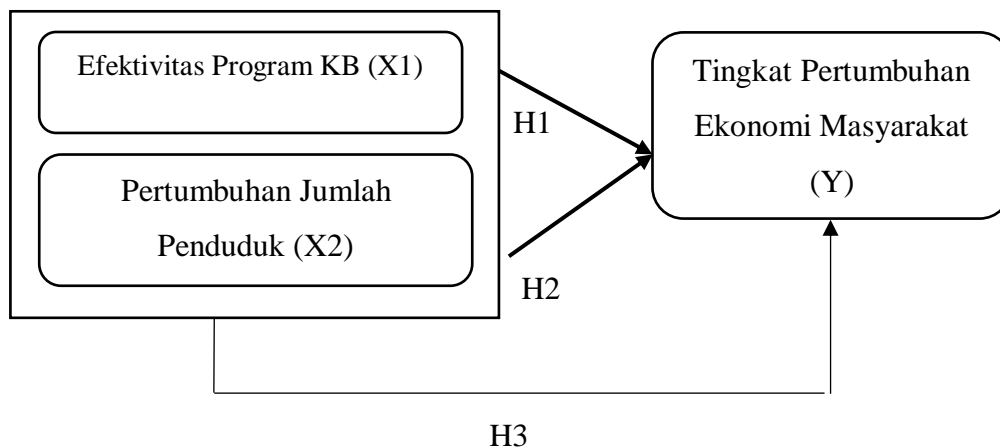 Efektivitas Program KB (X1)
Pertumbuhan Jumlah
Penduduk (X2)
H1
H2
Tingkat Pertumbuhan
Ekonomi Masyarakat
(Y)
H3